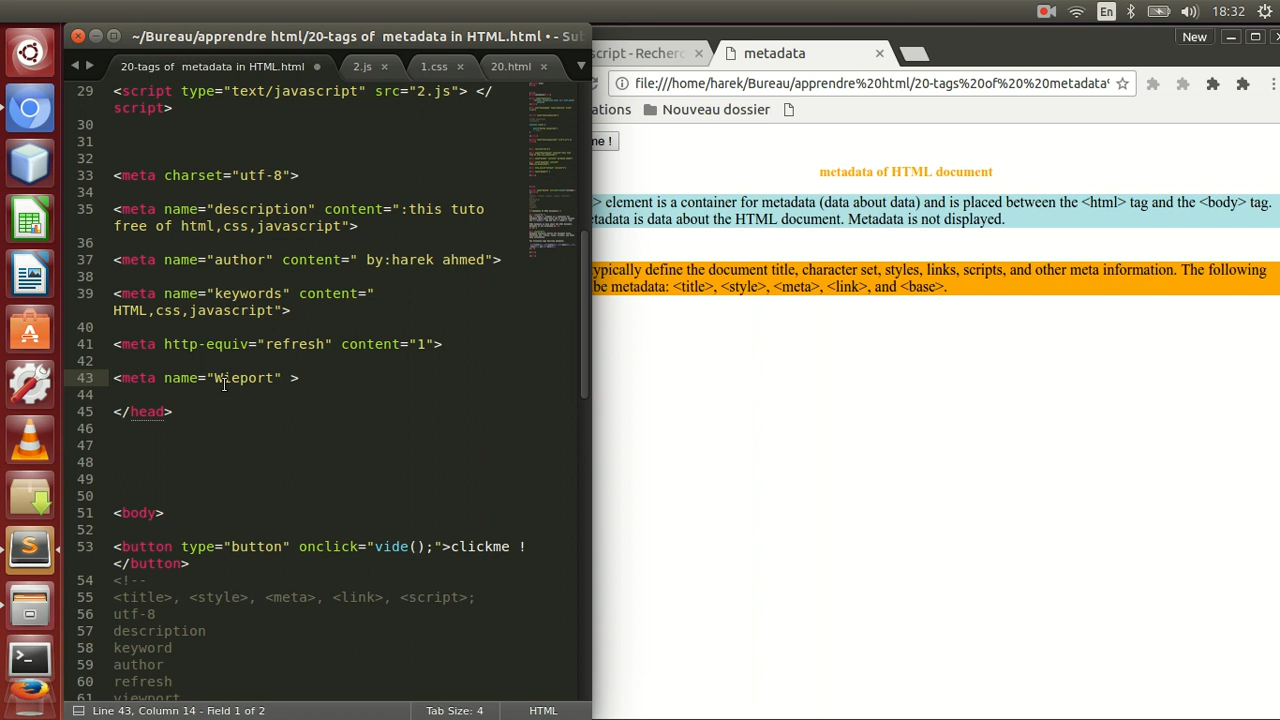 En
18:32
~/Bureau/apprendre html/20-tags of metadata in HTML.html • - Sub
New
20-tags of metadata in HTML.html
2.js
1.css
20.html
script - Recherc
metadata
file:///home/harek/Bureau/apprendre%20html/20-tags%20of%20%20metadata%
Nouveau dossier
29 <script type="text/javascript" src="2.js"> </
script>
30
31
32
33 <meta charset="utf-8">
34
35 <meta name="description" content=":this tuto
free of html,css,javascript">
36
37 <meta name="author" content=" by:harek ahmed">
38
39 <meta name="keywords" content="
HTML,css,javascript">
40
41 <meta http-equiv="refresh" content="1">
42
43 <meta name="Wieport" >
44
45 </head>
46
47
48
49
50
51 <body>
52
53 <button type="button" onclick="vide();">clickme !
</button>
54 <!--
55 <title>, <style>, <meta>, <link>, <script>;
56 utf-8
57 description
58 keyword
59 author
60 refresh
61 viewport
Line 43, Column 14 - Field 1 of 2
Tab Size: 4
HTML
me !
metadata of HTML document
> element is a container for metadata (data about data) and is placed between the <html> tag and the <body> tag.
etadata is data about the HTML document. Metadata is not displayed.
ypically define the document title, character set, styles, links, scripts, and other meta information. The following
be metadata: <title>, <style>, <meta>, <link>, and <base>.